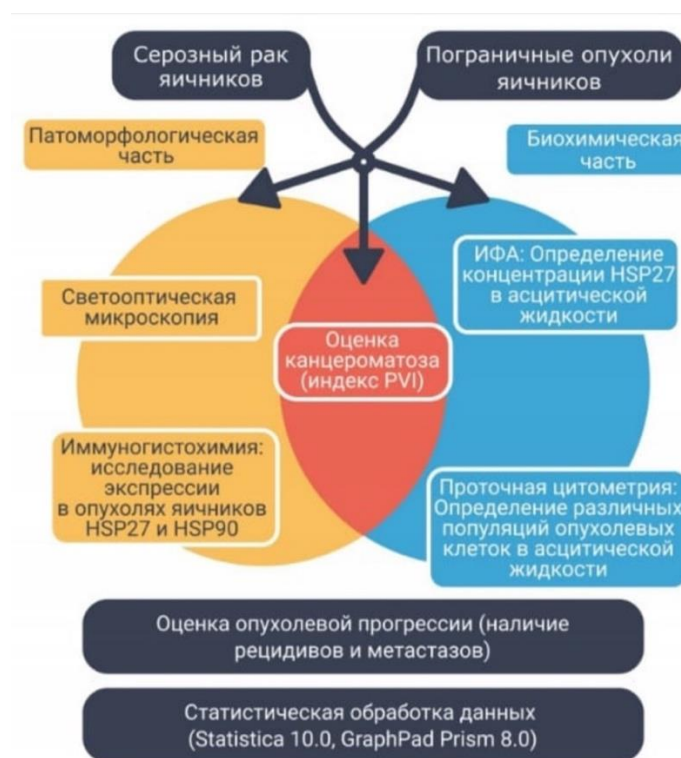 Серозный рак
яичников
Пограничные опухоли
яичников
Патоморфологическая
часть
Биохимическая
часть
Светооптическая
микроскопия
ИФА: Определение
концентрации HSP27
в асцитической
жидкости
Оценка
канцероматоза
(индекс PVI)
Иммуногистохимия:
исследование
экспрессии
в опухолях яичников
HSP27 и HSP90
Проточная цитометрия:
Определение различных
популяций опухолевых
клеток в асцитической
жидкости
Оценка опухолевой прогрессии (наличие
рецидивов и метастазов)
Статистическая обработка данных
(Statistica 10.0, GraphPad Prism 8.0)